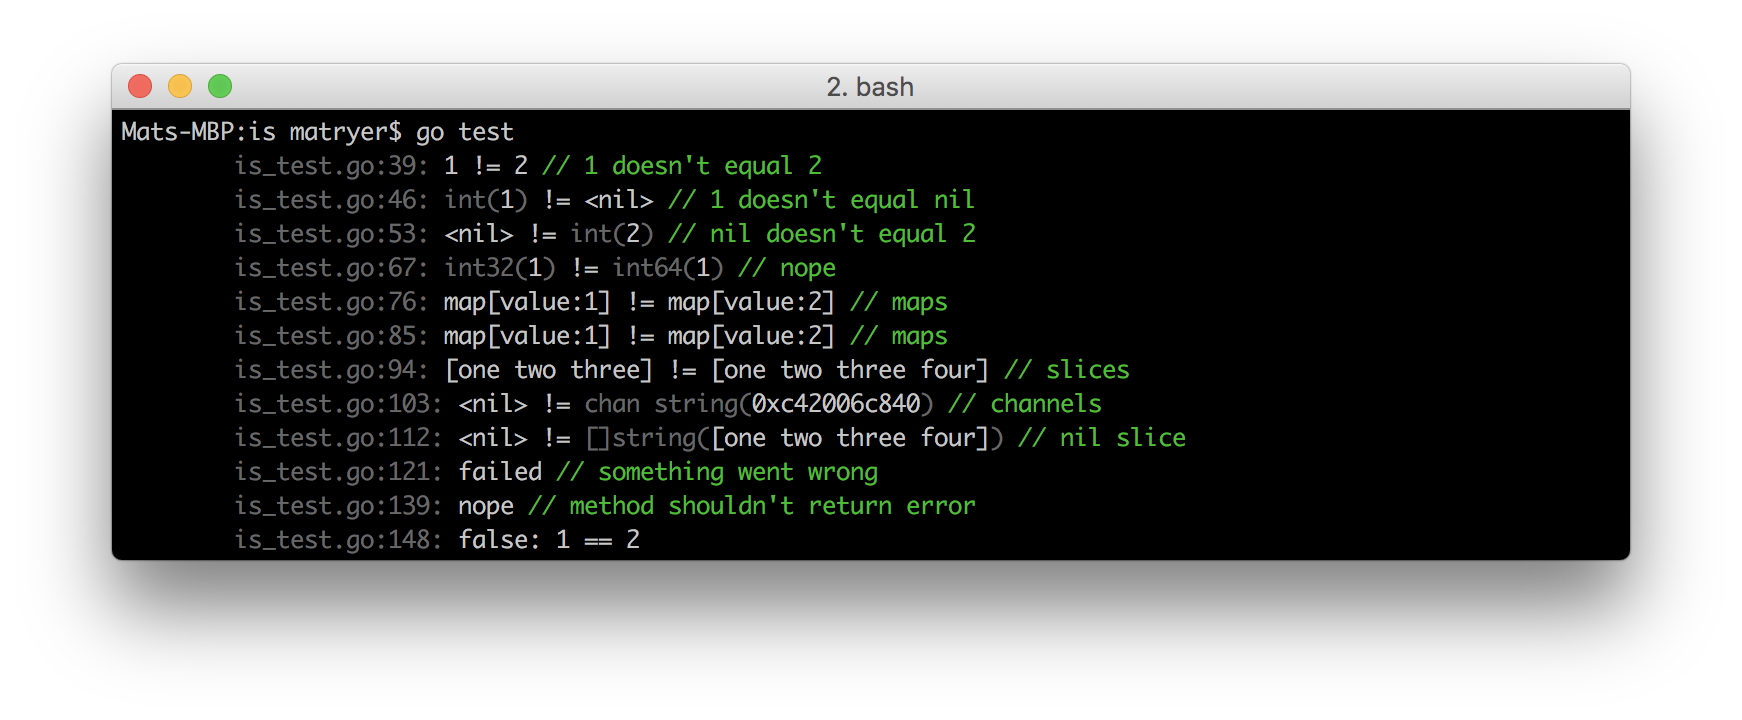 2. bash
Mats-MBP:is matryer$ go test
is_test.go:39: 1 != 2 // 1 doesn't equal 2
is_test.go:46: int(1) != <nil> // 1 doesn't equal nil
is_test.go:53: <nil> != int(2) // nil doesn't equal 2
is_test.go:67: int32(1) != int64(1) // nope
is_test.go:76: map[value:1] != map[value:2] // maps
is_test.go:85: map[value:1] != map[value:2] // maps
is_test.go:94: [one two three] != [one two three four] // slices
is_test.go:103: <nil> != chan string(0xc42006c840) // channels
is_test.go:112: <nil> != []string([one two three four]) // nil slice
is_test.go:121: failed // something went wrong
is_test.go:139: nope // method shouldn't return error
is_test.go:148: false: 1 == 2